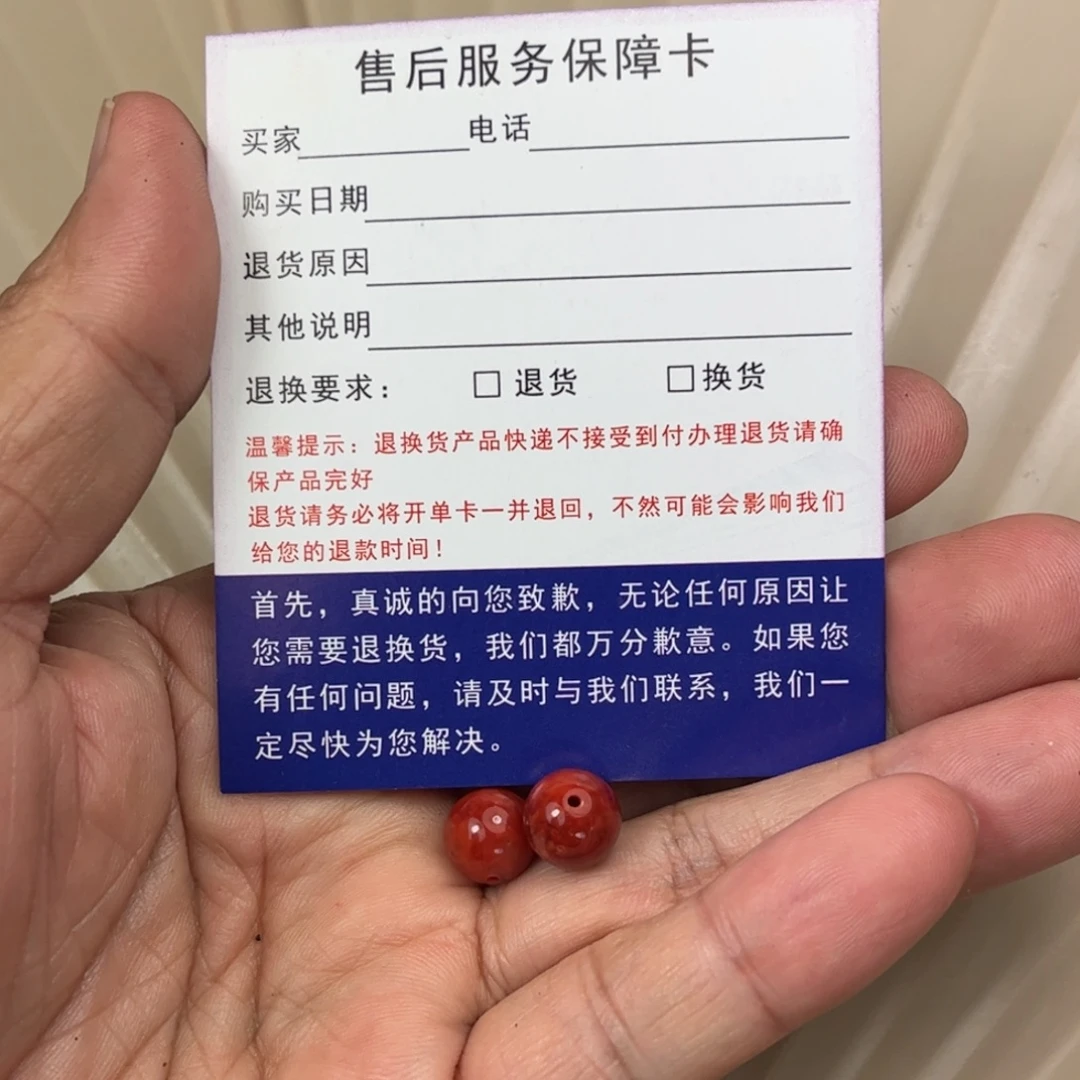 售后服务保障卡
买家 电话
购买日期
退货原因
其他说明
退换要求： □ 退货 □ 换货
温馨提示：退换货产品快递不接受到付办理退货请确
保产品完好
退货请务必将开单卡一并退回，不然可能会影响我们
给您的退款时间！
首先，真诚的向您致歉，无论任何原因让
您需要退换货，我们都万分歉意。如果您
有任何问题，请及时与我们联系，我们一
定尽快为您解决。